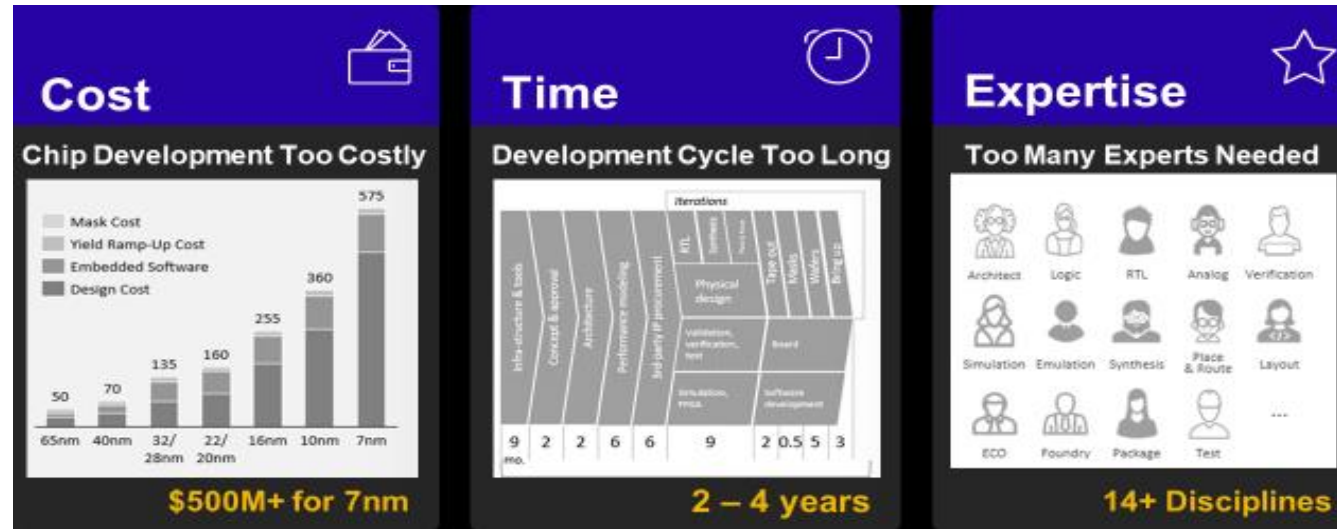 Cost
Chip Development Too Costly
575
Mask Cost
Yield Ramp-Up Cost
Embedded Software
Design Cost
360
255
160
135
70
50
65nm 40nm 32/ 22/ 16nm 10nm 7nm
28nm 20nm
$500M+ for 7nm
Time
Development Cycle Too Long
Iterations
Infra-structure & tools
Concept & approval
Architecture
Performance modeling
3rd-party IP procurement
RTL
Synthesis
Physical
design
Validation,
verification,
test
Simulation,
FPGA
Tape out
Masks
Wafers
Bring up
Board
Software
development
9 2 2 6 6 9 2 0.5 5 3
mo.
2 – 4 years
Expertise
Too Many Experts Needed
Architect Logic RTL Analog Verification
Simulation Emulation Synthesis Place Layout
& Route
ECO Foundry Package Test ...
14+ Disciplines